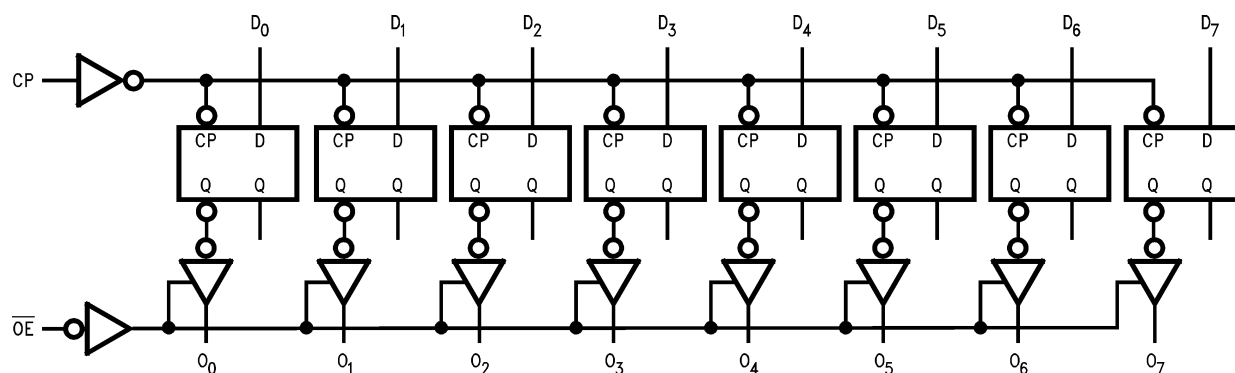 D0 D1 D2 D3 D4 D5 D6 D7
CP
CP D CP D CP D CP D CP D CP D CP D CP D
Q Q Q Q Q Q Q Q Q Q Q Q Q Q Q Q
OE
O0 O1 O2 O3 O4 O5 O6 O7